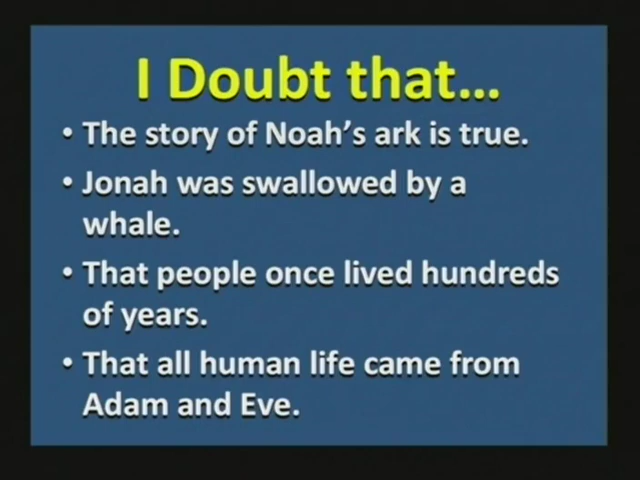 I Doubt that…
• The story of Noah's ark is true.
• Jonah was swallowed by a
whale.
• That people once lived hundreds
of years.
• That all human life came from
Adam and Eve.